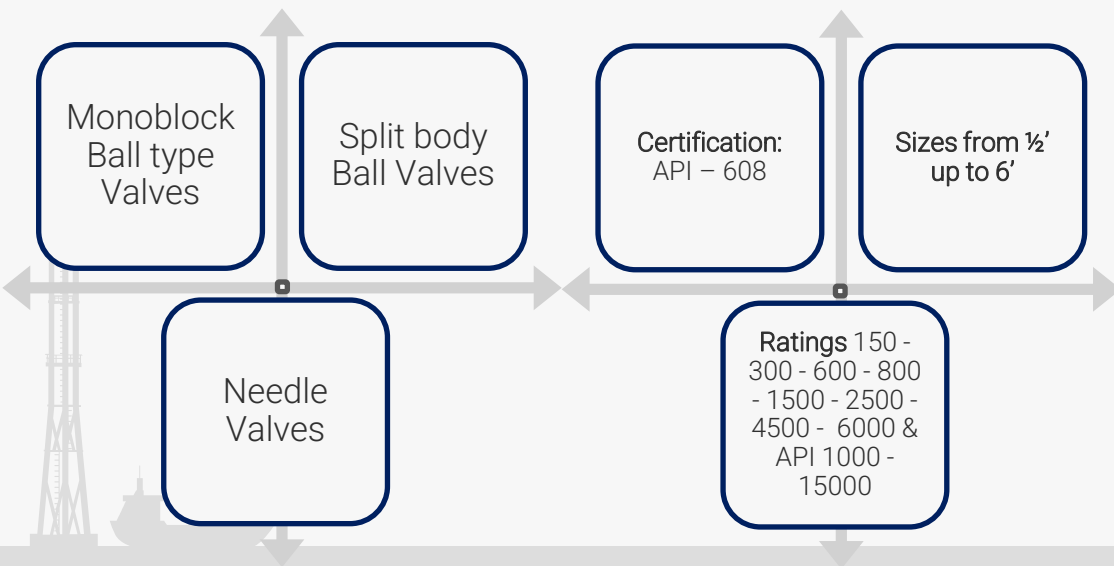 Monoblock
Ball type
Valves
Split body
Ball Valves
Needle
Valves
Certification:
API – 608
Sizes from ½’
up to 6’
Ratings 150 -
300 - 600 - 800
- 1500 - 2500 -
4500 -  6000 &
API 1000 -
15000